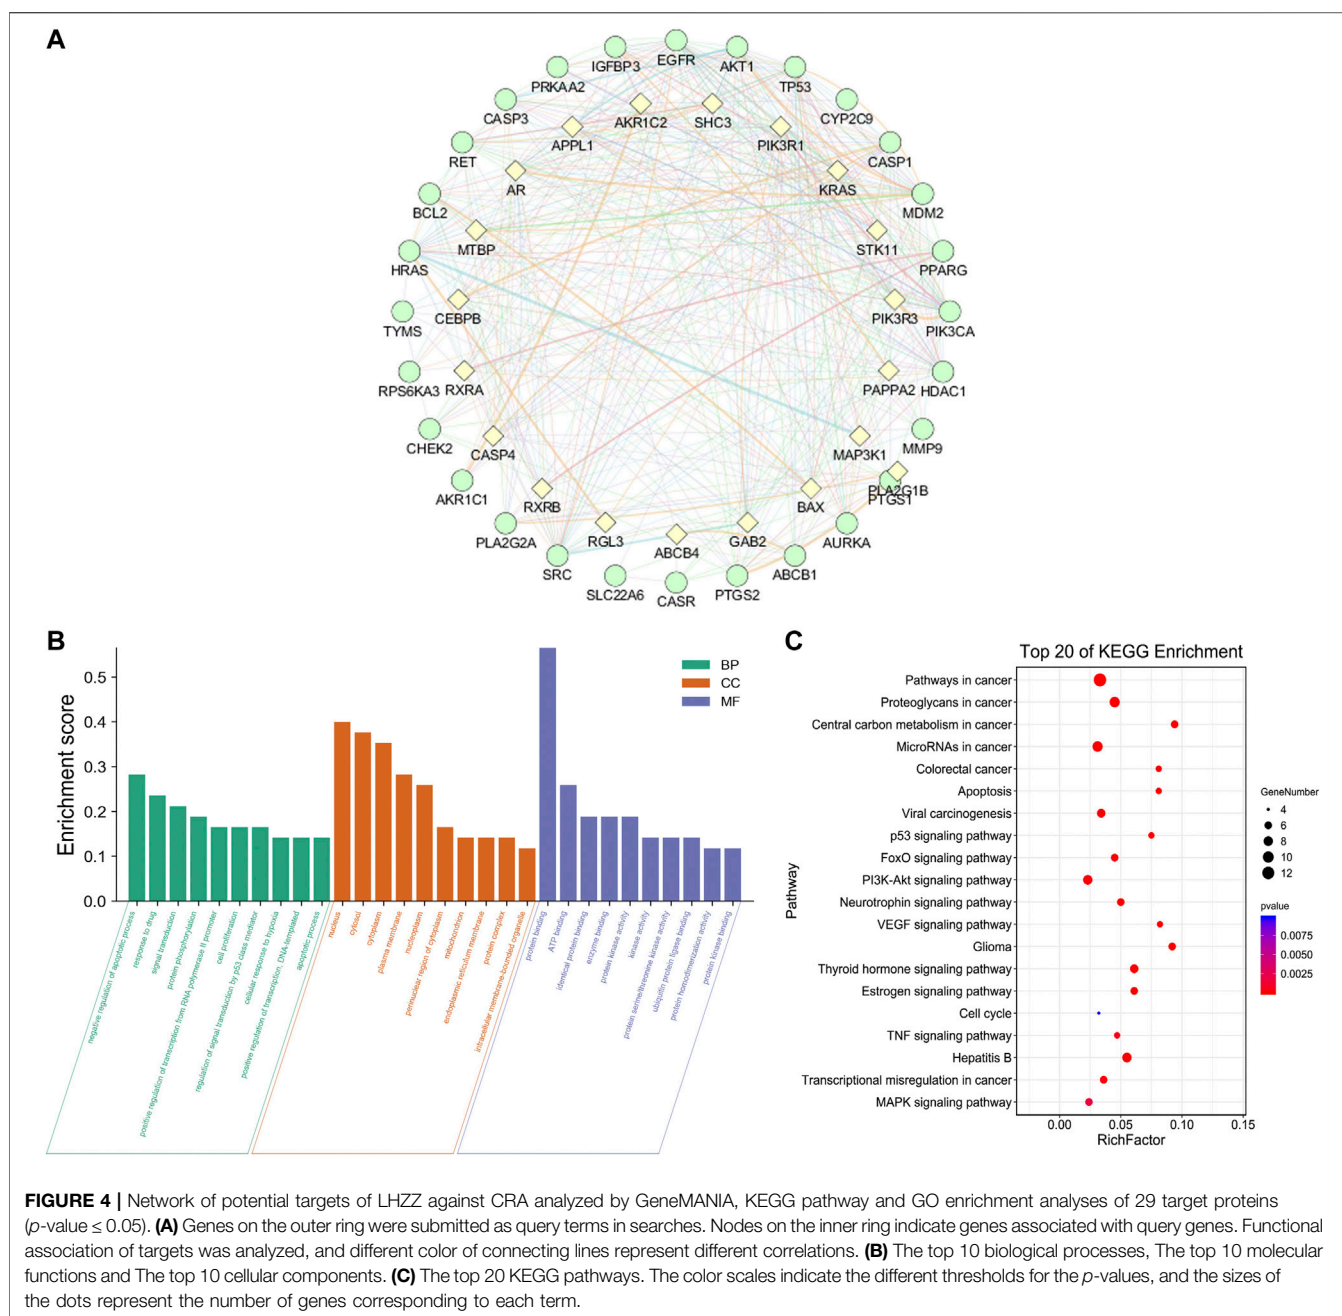 A
EGFR
IGFBP3
AKT1
PRKAA2
TP53
CASP3
AKR1C2
SHC3
CYP2C9
RET
APPL1
PIK3R1
CASP1
AR
KRAS
BCL2
MDM2
MTBP
STK11
HRAS
PPARG
CEBPB
PIK3R3
TYMS
PIK3CA
RPS6KA3
RXRA
PAPPA2
HDAC1
CHEK2
CASP4
MAP3K1
MMP9
AKR1C1
RXRB
BAX
PLA2G1B
PTGS1
PLA2G2A
RGL3
ABCB4
GAB2
AURKA
SRC
ABCB1
SLC22A6
CASR
PTGS2
B
Enrichment score
0.5
0.4
0.3
0.2
0.1
0.0
BP
CC
MF
negative regulation of apoptotic process
response to drug
signal transduction
protein phosphorylation
positive regulation of transcription from RNA polymerase II promoter
cell proliferation
regulation of signal transduction by p53 class mediator
cellular response to hypoxia
positive regulation of transcription, DNA-templated
apoptotic process
nucleus
cytosol
cytoplasm
plasma membrane
nucleoplasm
perinuclear region of cytoplasm
mitochondrion
endoplasmic reticulum membrane
protein complex
intracellular membrane-bounded organelle
protein binding
ATP binding
identical protein binding
enzyme binding
protein kinase activity
kinase activity
protein serine/threonine kinase activity
ubiquitin protein ligase binding
protein homodimerization activity
protein kinase binding
C
Top 20 of KEGG Enrichment
Pathway
Pathways in cancer
Proteoglycans in cancer
Central carbon metabolism in cancer
MicroRNAs in cancer
Colorectal cancer
Apoptosis
Viral carcinogenesis
p53 signaling pathway
FoxO signaling pathway
PI3K-Akt signaling pathway
Neurotrophin signaling pathway
VEGF signaling pathway
Glioma
Thyroid hormone signaling pathway
Estrogen signaling pathway
Cell cycle
TNF signaling pathway
Hepatitis B
Transcriptional misregulation in cancer
MAPK signaling pathway
0.00 0.05 0.10 0.15
RichFactor
GeneNumber
4
6
8
10
12
pvalue
0.0075
0.0050
0.0025
FIGURE 4 | Network of potential targets of LHZZ against CRA analyzed by GeneMANIA, KEGG pathway and GO enrichment analyses of 29 target proteins
(p-value ≤ 0.05). (A) Genes on the outer ring were submitted as query terms in searches. Nodes on the inner ring indicate genes associated with query genes. Functional
association of targets was analyzed, and different color of connecting lines represent different correlations. (B) The top 10 biological processes, The top 10 molecular
functions and The top 10 cellular components. (C) The top 20 KEGG pathways. The color scales indicate the different thresholds for the p-values, and the sizes of
the dots represent the number of genes corresponding to each term.